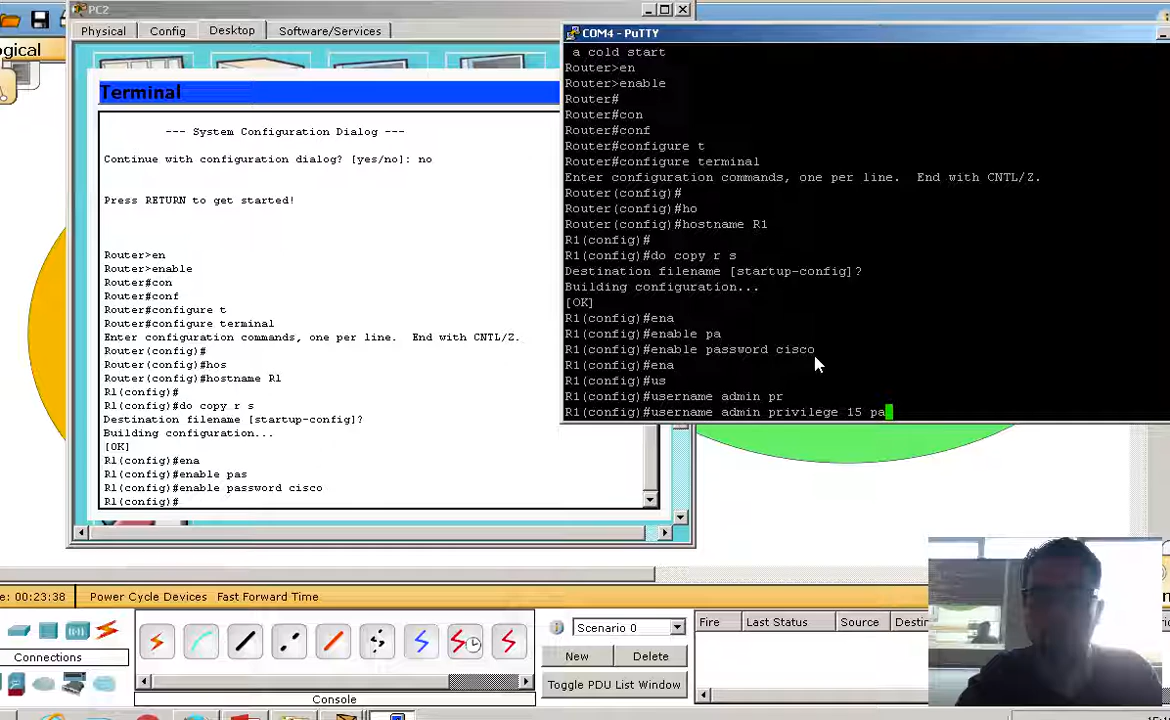 PC2
Physical
Config
Desktop
Software/Services
ogical
Terminal
--- System Configuration Dialog ---
Continue with configuration dialog? [yes/no]: no
Press RETURN to get started!
Router>en
Router>enable
Router#con
Router#conf
Router#configure t
Router#configure terminal
Enter configuration commands, one per line.  End with CNTL/Z.
Router(config)#
Router(config)#hos
Router(config)#hostname R1
R1(config)#
R1(config)#do copy r s
Destination filename [startup-config]?
Building configuration...
[OK]
R1(config)#ena
R1(config)#enable pas
R1(config)#enable password cisco
R1(config)#
COM4 - PuTTY
a cold start
Router>en
Router>enable
Router#
Router#con
Router#conf
Router#configure t
Router#configure terminal
Enter configuration commands, one per line.  End with CNTL/Z.
Router(config)#
Router(config)#ho
Router(config)#hostname R1
R1(config)#
R1(config)#do copy r s
Destination filename [startup-config]?
Building configuration...
[OK]
R1(config)#ena
R1(config)#enable pa
R1(config)#enable password cisco
R1(config)#ena
R1(config)#us
R1(config)#username admin pr
R1(config)#username admin privilege 15 pa
e: 00:23:38
Power Cycle Devices
Fast Forward Time
Connections
Console
Scenario 0
New
Delete
Toggle PDU List Window
Fire
Last Status
Source
Destin